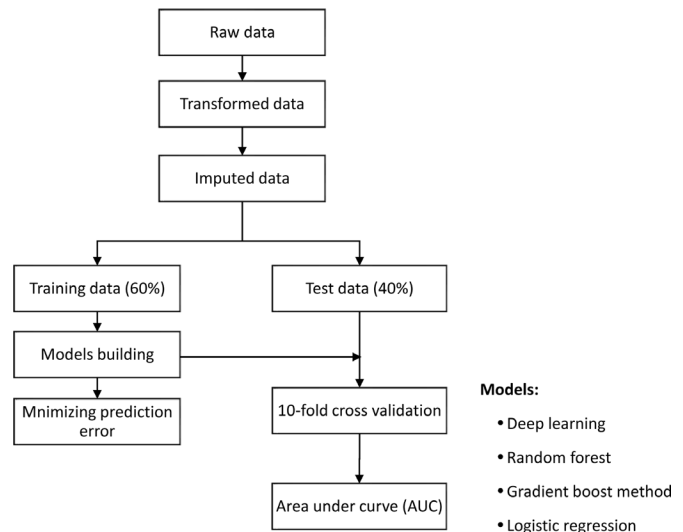 Raw data
Transformed data
Imputed data
Training data (60%)
Test data (40%)
Models building
Mnimizing prediction
error
10-fold cross validation
Area under curve (AUC)
Models:
• Deep learning
• Random forest
• Gradient boost method
• Logistic regression